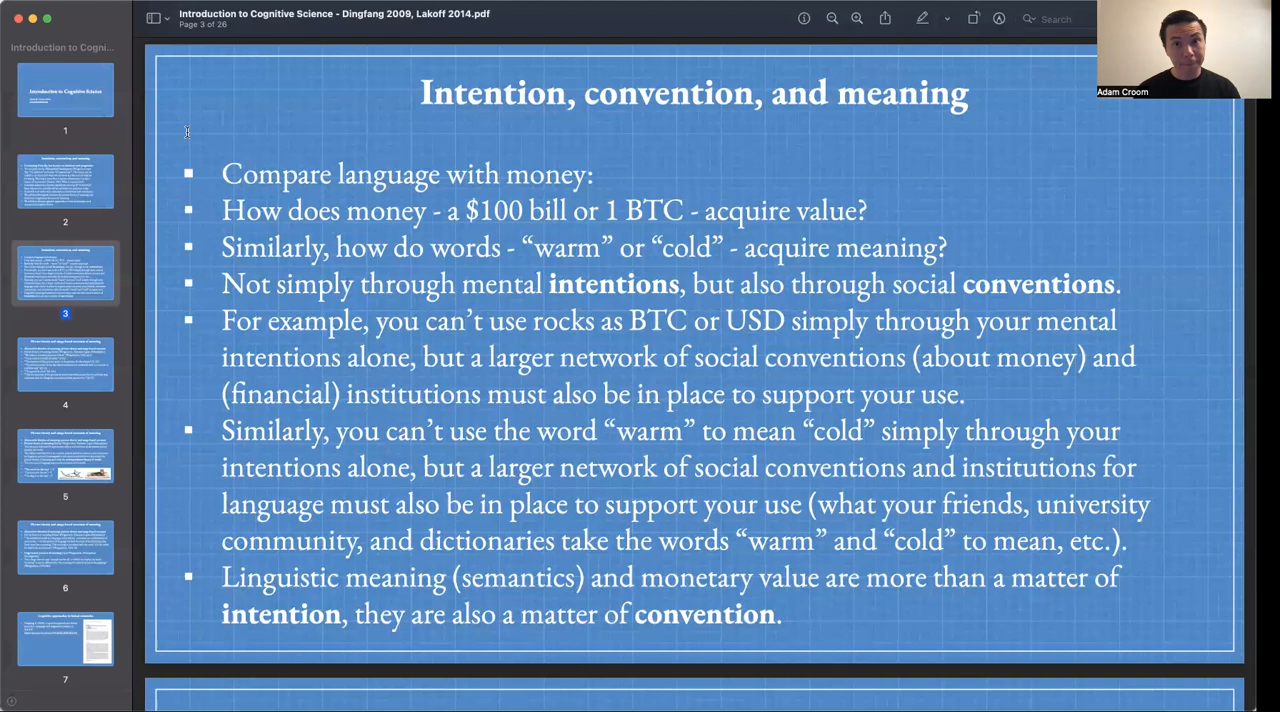 Introduction to Cognitive Science - Dingfang 2009, Lakoff 2014.pdf
Page 3 of 26
Search
Adam Croom
Introduction to Cogni...
Introduction to Cognitive Science
1
2
3
4
5
6
7
Intention, convention, and meaning
Compare language with money:
How does money - a $100 bill or 1 BTC - acquire value?
Similarly, how do words - “warm” or “cold” - acquire meaning?
Not simply through mental intentions, but also through social conventions.
For example, you can’t use rocks as BTC or USD simply through your mental
intentions alone, but a larger network of social conventions (about money) and
(financial) institutions must also be in place to support your use.
Similarly, you can’t use the word “warm” to mean “cold” simply through your
intentions alone, but a larger network of social conventions and institutions for
language must also be in place to support your use (what your friends, university
community, and dictionaries take the words “warm” and “cold” to mean, etc.).
Linguistic meaning (semantics) and monetary value are more than a matter of
intention, they are also a matter of convention.